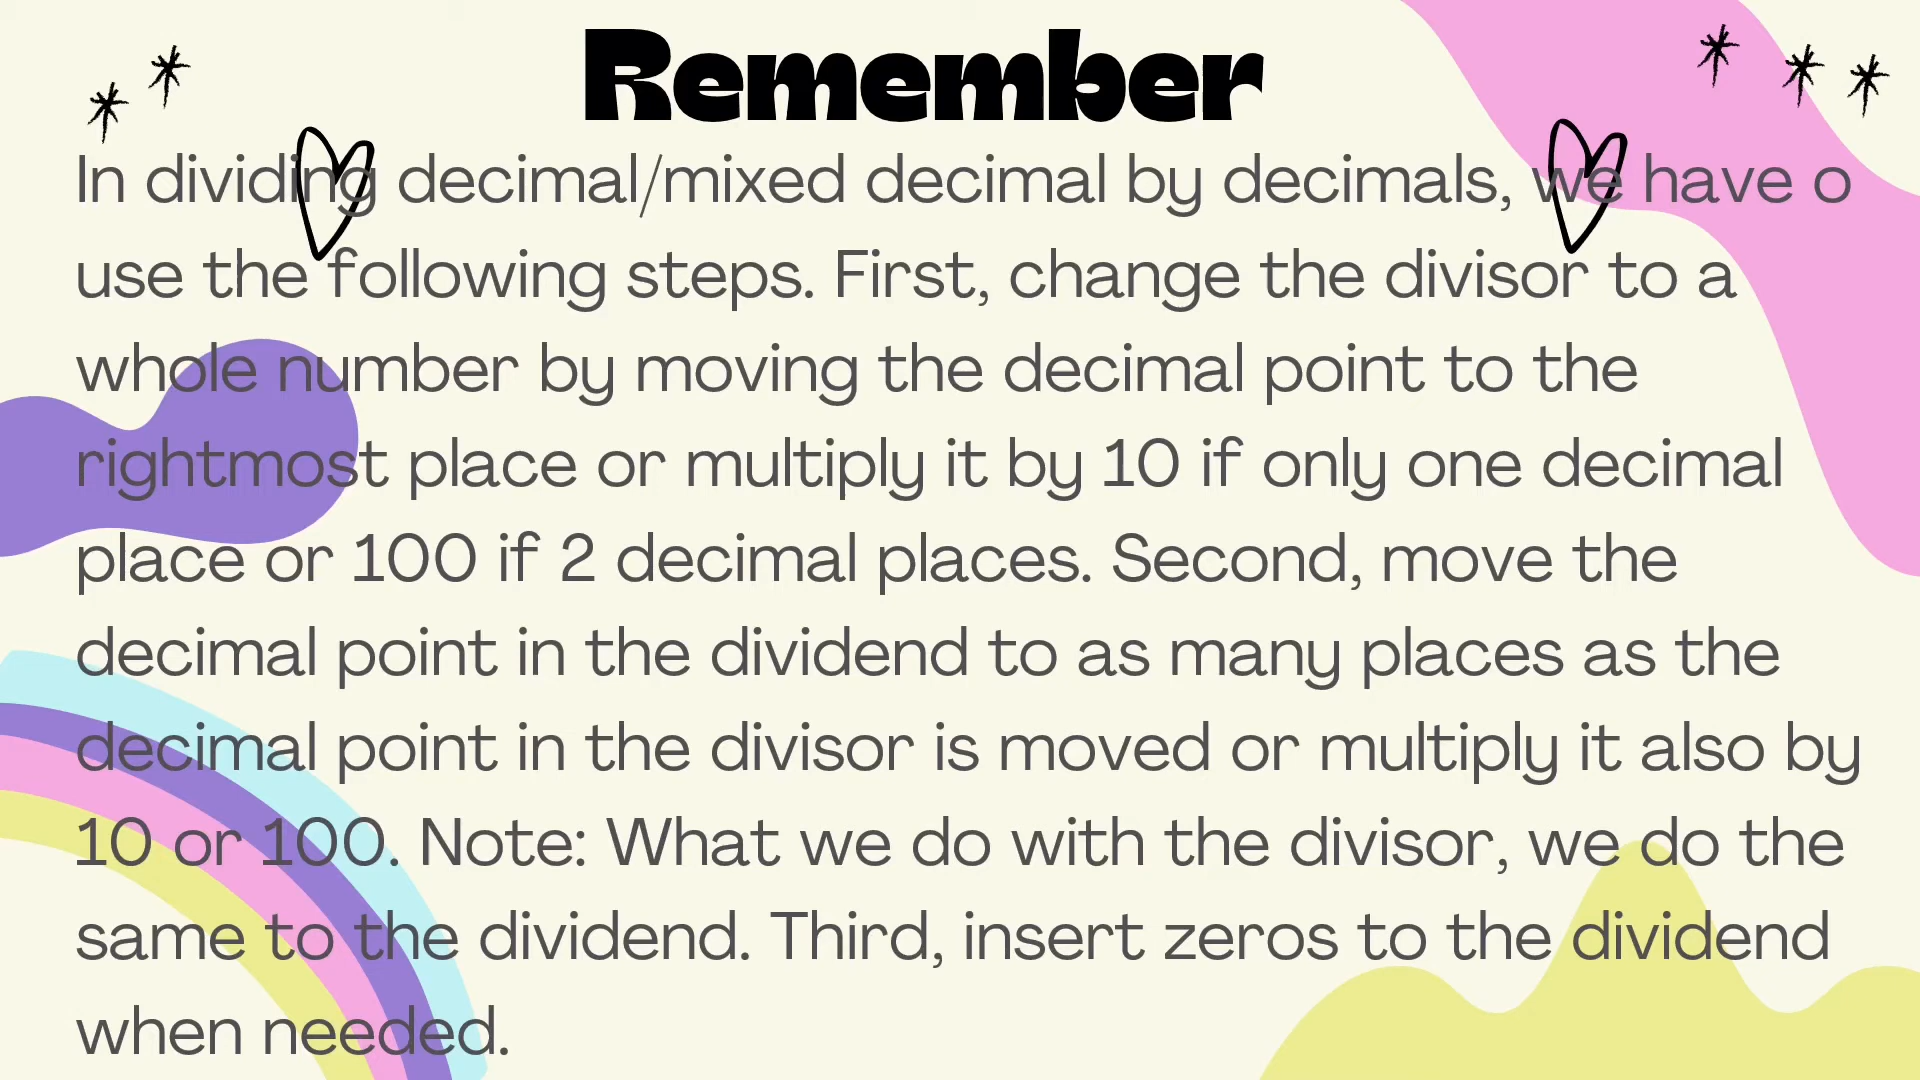 Remember
In dividing decimal/mixed decimal by decimals, we have o
use the following steps. First, change the divisor to a
whole number by moving the decimal point to the
rightmost place or multiply it by 10 if only one decimal
place or 100 if 2 decimal places. Second, move the
decimal point in the dividend to as many places as the
decimal point in the divisor is moved or multiply it also by
10 or 100. Note: What we do with the divisor, we do the
same to the dividend. Third, insert zeros to the dividend
when needed.